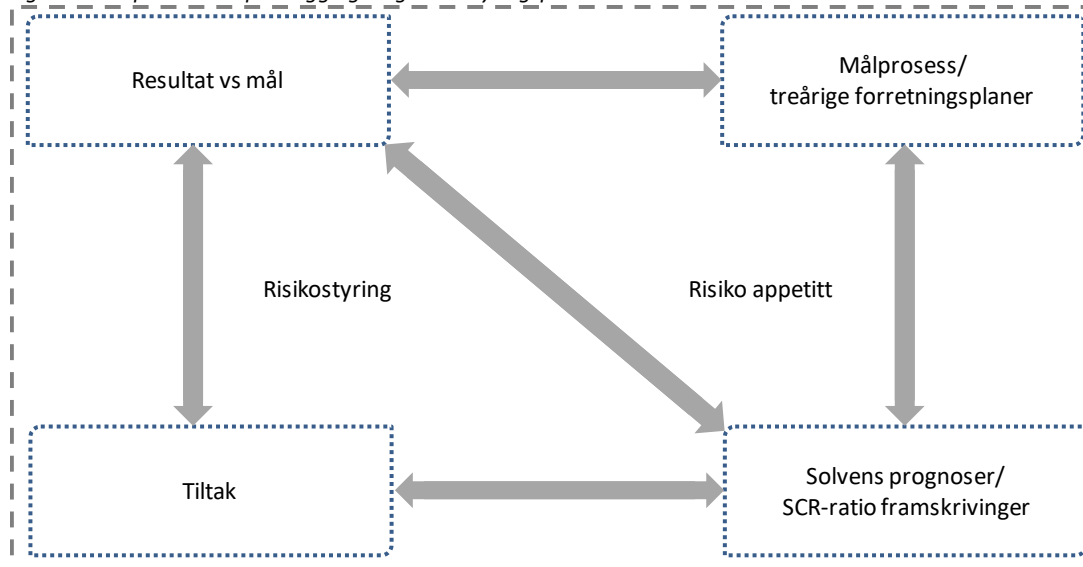 Resultat vs mål
Målprosess/
treårige forretningsplaner
Risikostyring
Risiko appetitt
Tiltak
Solvens prognoser/
SCR-ratio framskrivinger